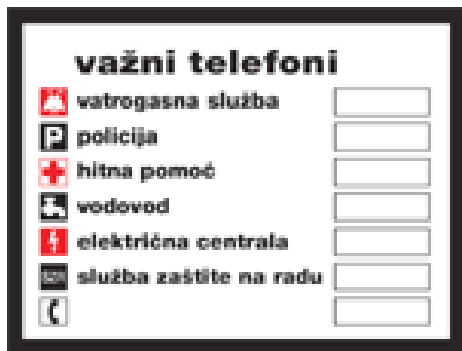 važni telefoni
vatrogasna služba
P policija
hitna pomoć
vodovod
električna centrala
služba zaštite na radu